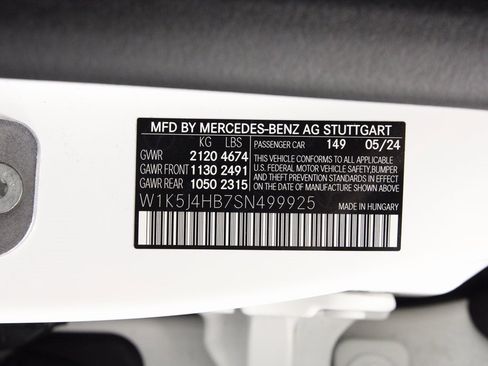 MFD BY MERCEDES-BENZ AG STUTTGART
KG LBS PASSENGER CAR 149 05/24
GVWR 2120 4674 THIS VEHICLE CONFORMS TO ALL APPLICABLE
U.S. FEDERAL MOTOR VEHICLE SAFETY,BUMPER
GAWR FRONT 1130 2491 AND THEFT PREVENTION STANDARDS IN EFFECT
GAWR REAR 1050 2315 ON THE DATE OF MANUFACTURE SHOWN ABOVE.
W1K5J4HB7SN499925 MADE IN HUNGARY